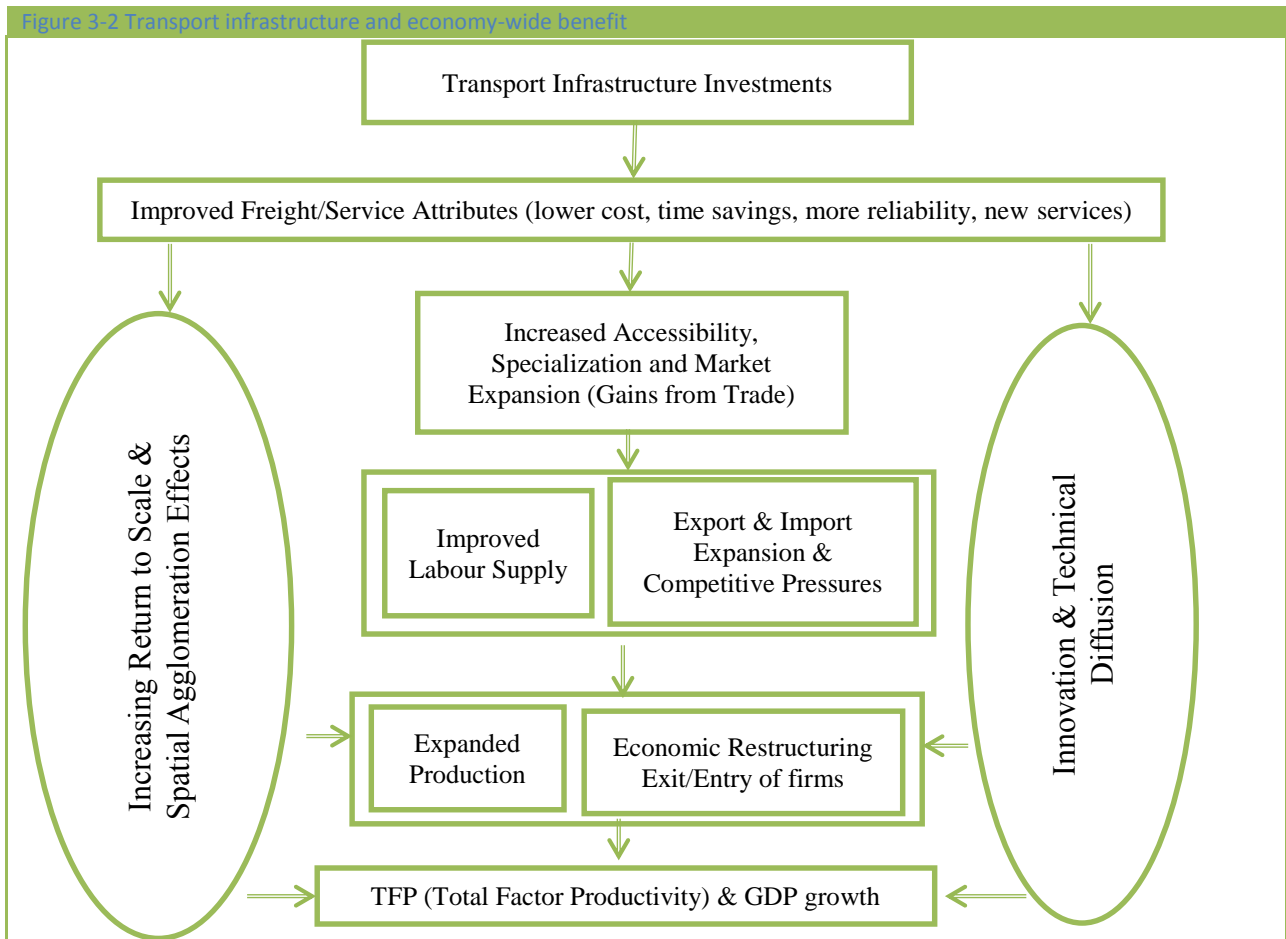 Figure 3-2 Transport infrastructure and economy-wide benefit
Transport Infrastructure Investments
Improved Freight/Service Attributes (lower cost, time savings, more reliability, new services)
Increased Accessibility,
Specialization and Market
Expansion (Gains from Trade)
Increasing Return to Scale &
Spatial Agglomeration Effects
Improved
Labour Supply
Export & Import
Expansion &
Competitive Pressures
Innovation & Technical
Diffusion
Expanded
Production
Economic Restructuring
Exit/Entry of firms
TFP (Total Factor Productivity) & GDP growth